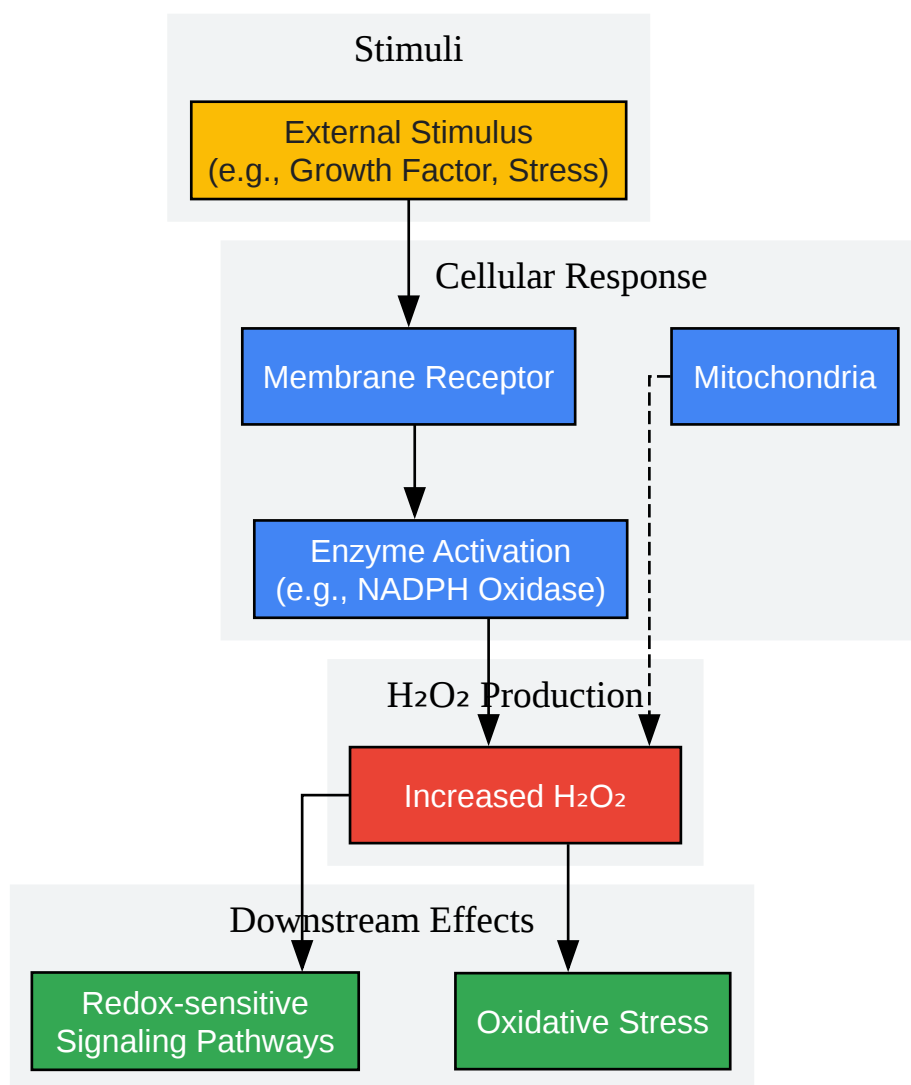 Stimuli
External Stimulus
(e.g., Growth Factor, Stress)
Cellular Response
Membrane Receptor
Mitochondria
Enzyme Activation
(e.g., NADPH Oxidase)
H₂O₂ Production
Increased H₂O₂
Downstream Effects
Redox-sensitive
Signaling Pathways
Oxidative Stress